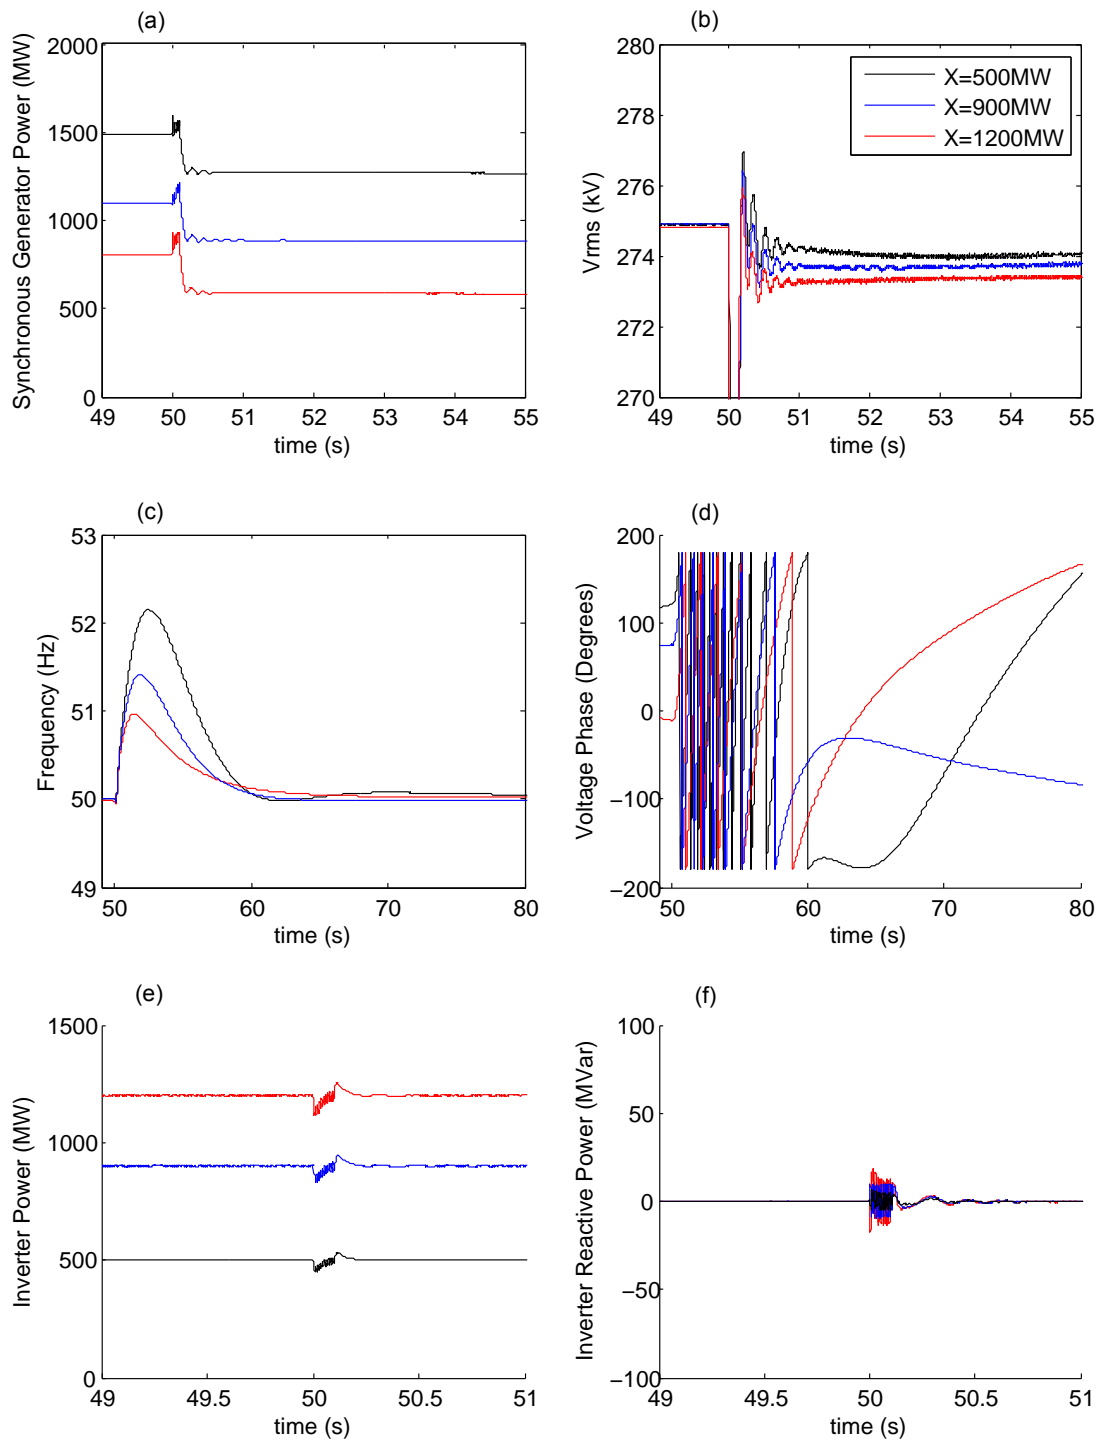 (a)
Synchronous Generator Power (MW)
2000
1500
1000
500
0
49 50 51 52 53 54 55
time (s)
(b)
Vrms (kV)
280
278
276
274
272
270
X=500MW
X=900MW
X=1200MW
49 50 51 52 53 54 55
time (s)
(c)
Frequency (Hz)
53
52
51
50
49
50 60 70 80
time (s)
(d)
Voltage Phase (Degrees)
200
100
0
−100
−200
50 60 70 80
time (s)
(e)
Inverter Power (MW)
1500
1000
500
0
49 49.5 50 50.5 51
time (s)
(f)
Inverter Reactive Power (MVar)
100
50
0
−50
−100
49 49.5 50 50.5 51
time (s)